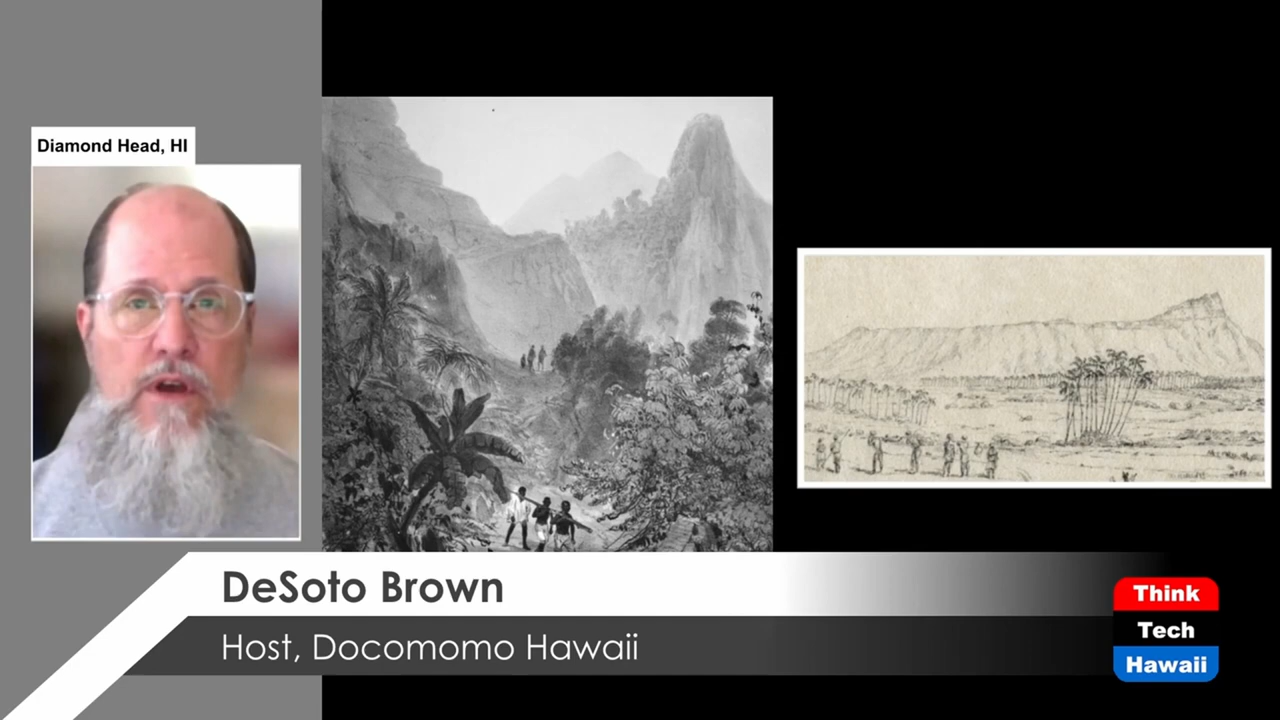 Diamond Head, HI
DeSoto Brown
Host, Docomomo Hawaii
Think
Tech
Hawaii